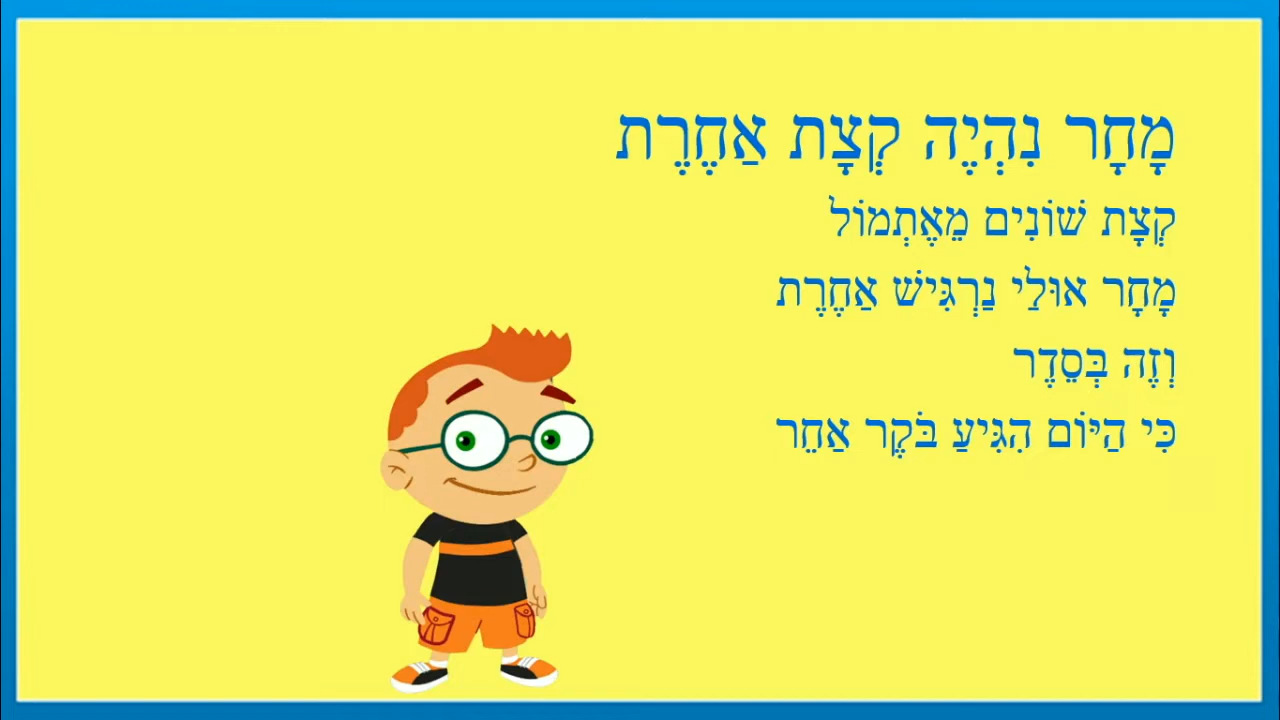 מָחָר נִהְיֶה קְצָת אַחֶרֶת
קְצָת שׁוֹנִים מֵאֶתְמוֹל
מָחָר אוּלַי נַרְגִּישׁ אַחֶרֶת
וְזֶה בְּסֵדֶר
כִּי הַיּוֹם הִגִּיעַ בֹּקֶר אַחֵר